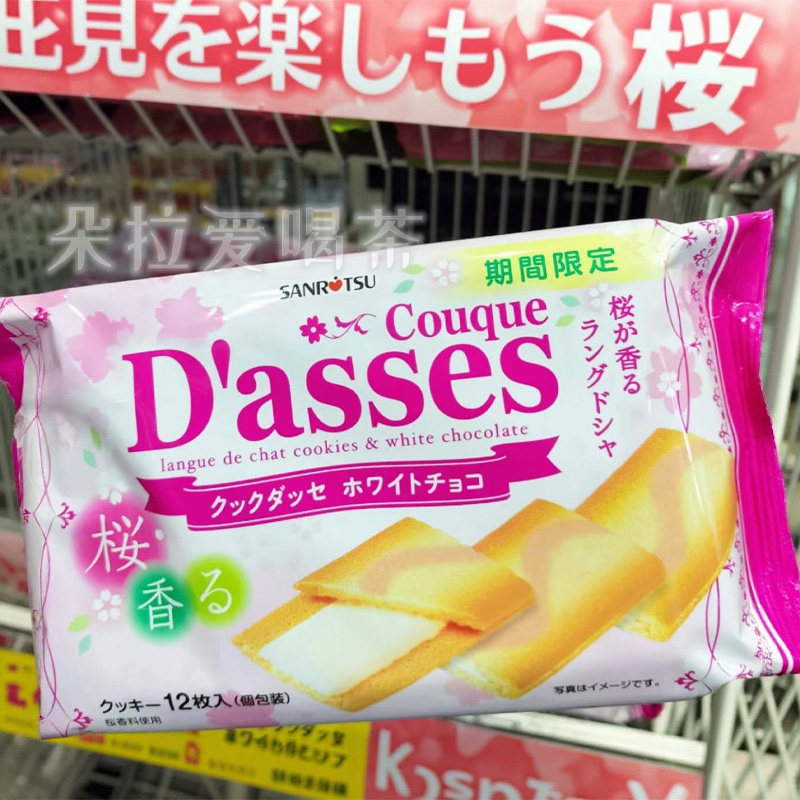 花見を楽しもう桜
朵拉爱喝茶
SANRITSU
期間限定
Couque
D'asses
桜が香る
ラングドシャ
langue de chat cookies & white chocolate
クックダッセ ホワイトチョコ
桜・
香る
クッキー12枚入(個包装)
桜香料使用
写真はイメージです。